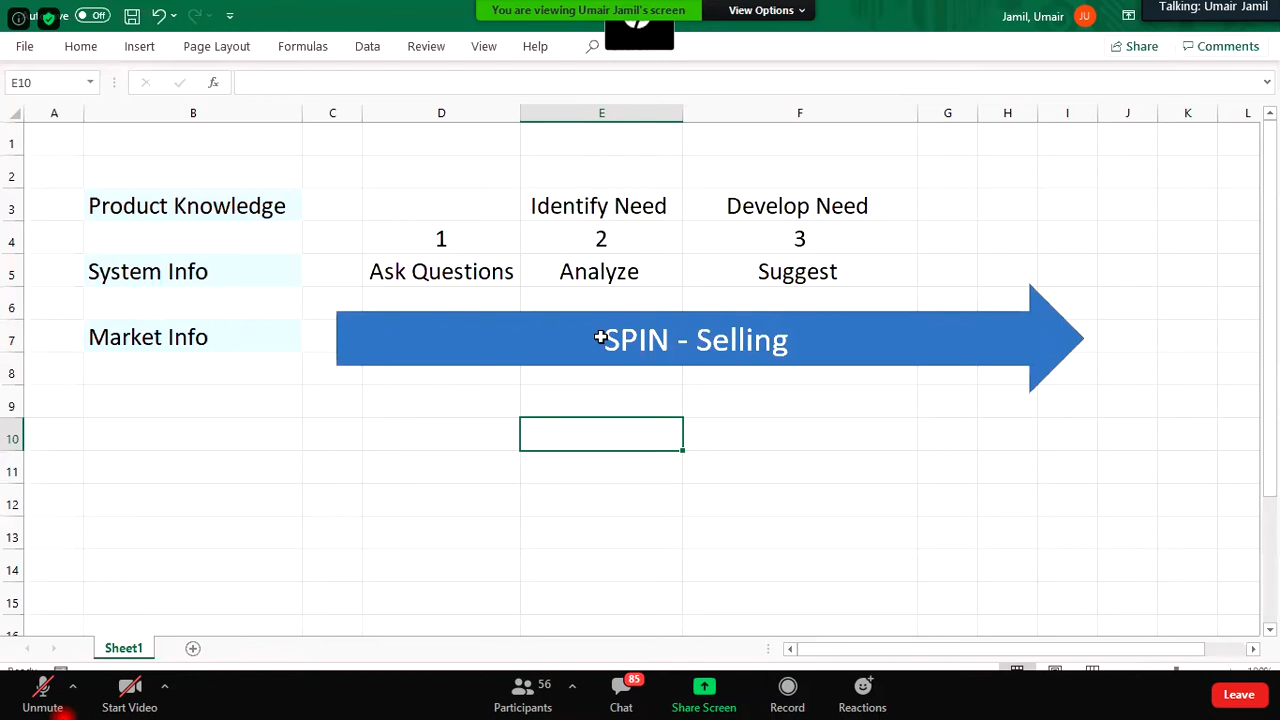 Off
You are viewing Umair Jamil's screen
View Options
Jamil, Umair
JU
Talking: Umair Jamil
File
Home
Insert
Page Layout
Formulas
Data
Review
View
Help
Share
Comments
E10
fx
A B C D E F G H I J K L
1
2
3 Product Knowledge Identify Need Develop Need
4 1 2 3
5 System Info Ask Questions Analyze Suggest
6
7 Market Info SPIN - Selling
8
9
10
11
12
13
14
15
Sheet1
Unmute
Start Video
56
Participants
85
Chat
Share Screen
Record
Reactions
Leave